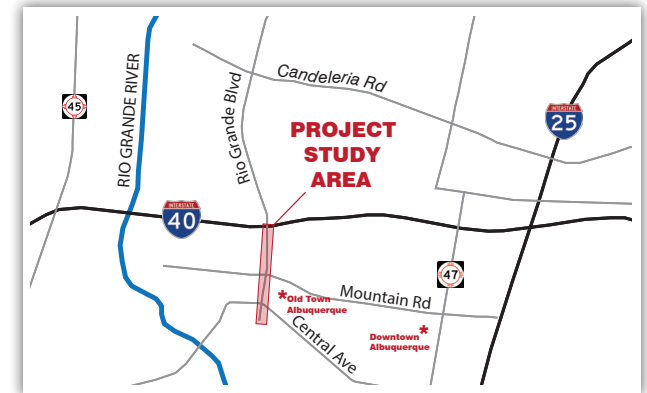 Candeleria Rd
45
RIO GRANDE RIVER
Rio Grande Blvd
INTERSTATE
25
PROJECT
STUDY
AREA
INTERSTATE
40
47
Mountain Rd
*Old Town
Albuquerque
Central Ave
*
Downtown
Albuquerque